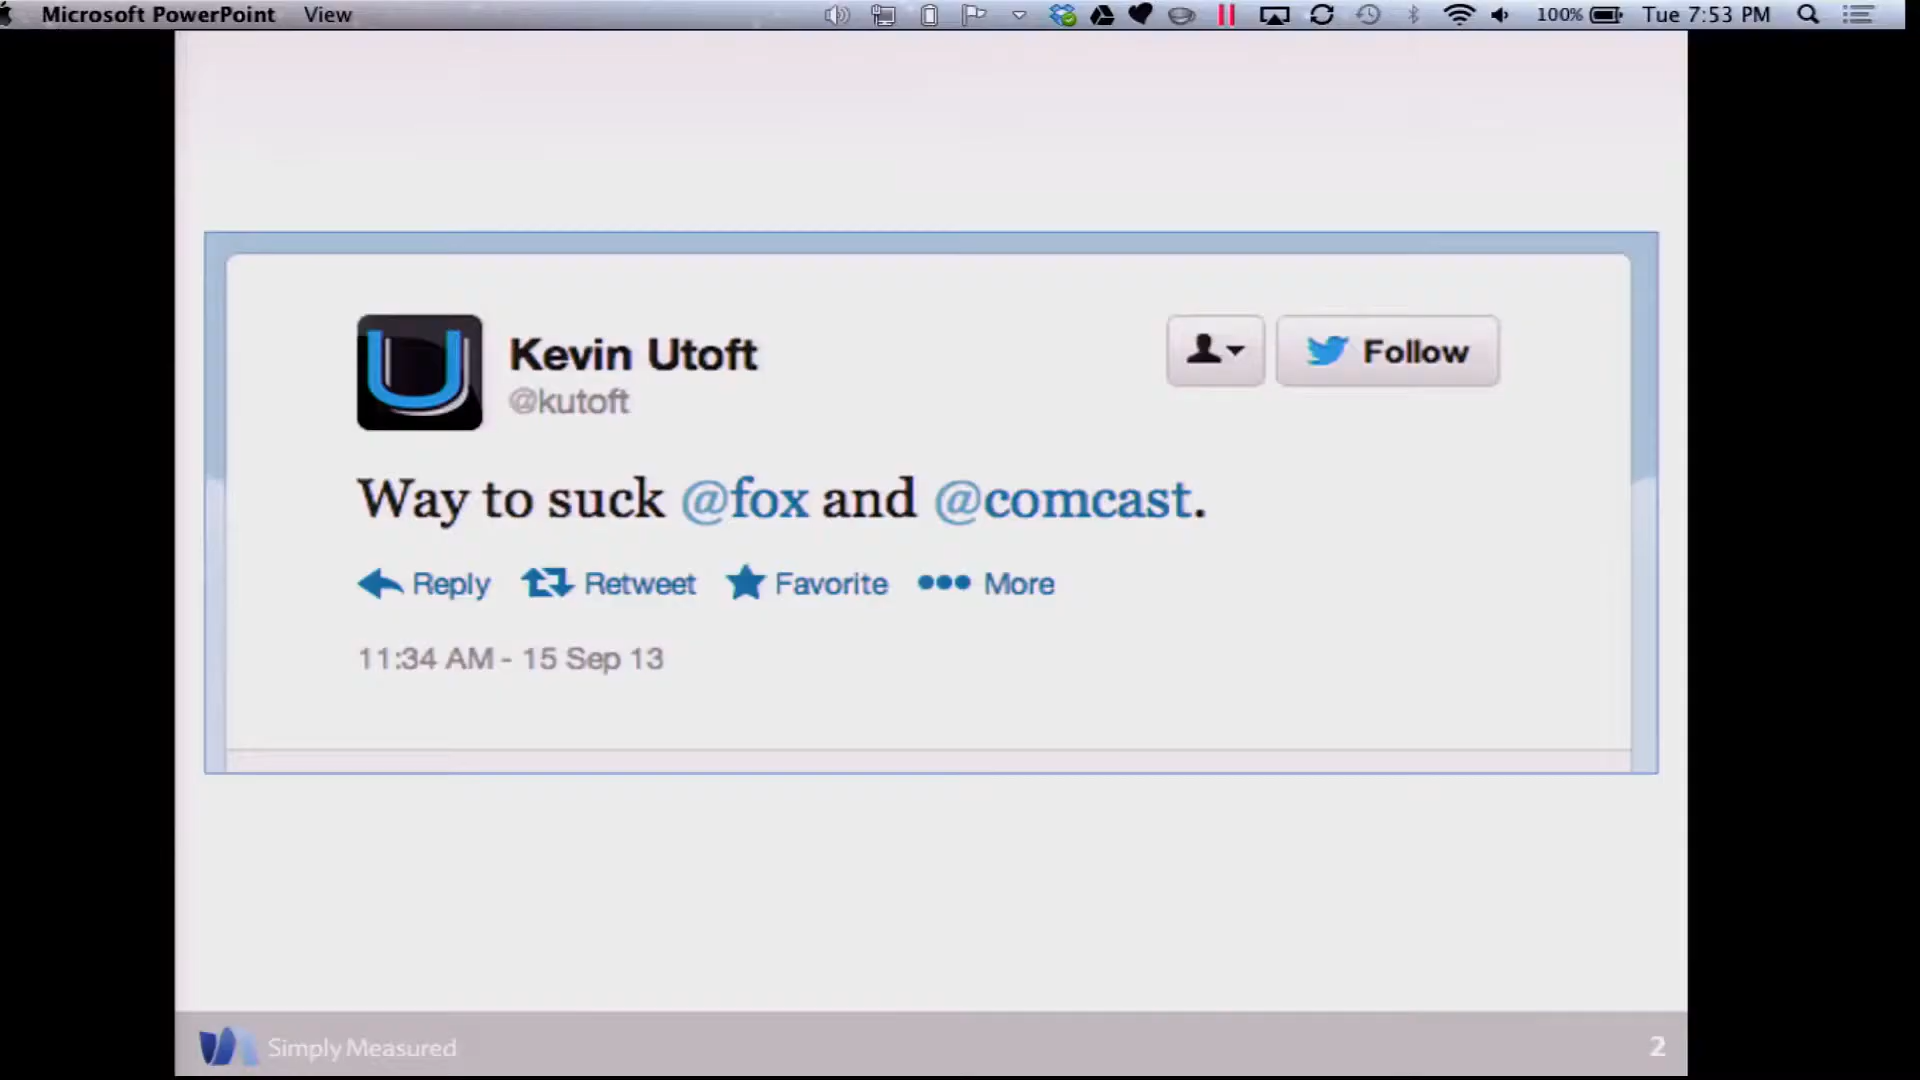 Microsoft PowerPoint View 100% Tue 7:53 PM
Kevin Utoft
Follow
@kutoft
Way to suck @fox and @comcast.
Reply Retweet Favorite More
11:34 AM - 15 Sep 13
Simply Measured 2